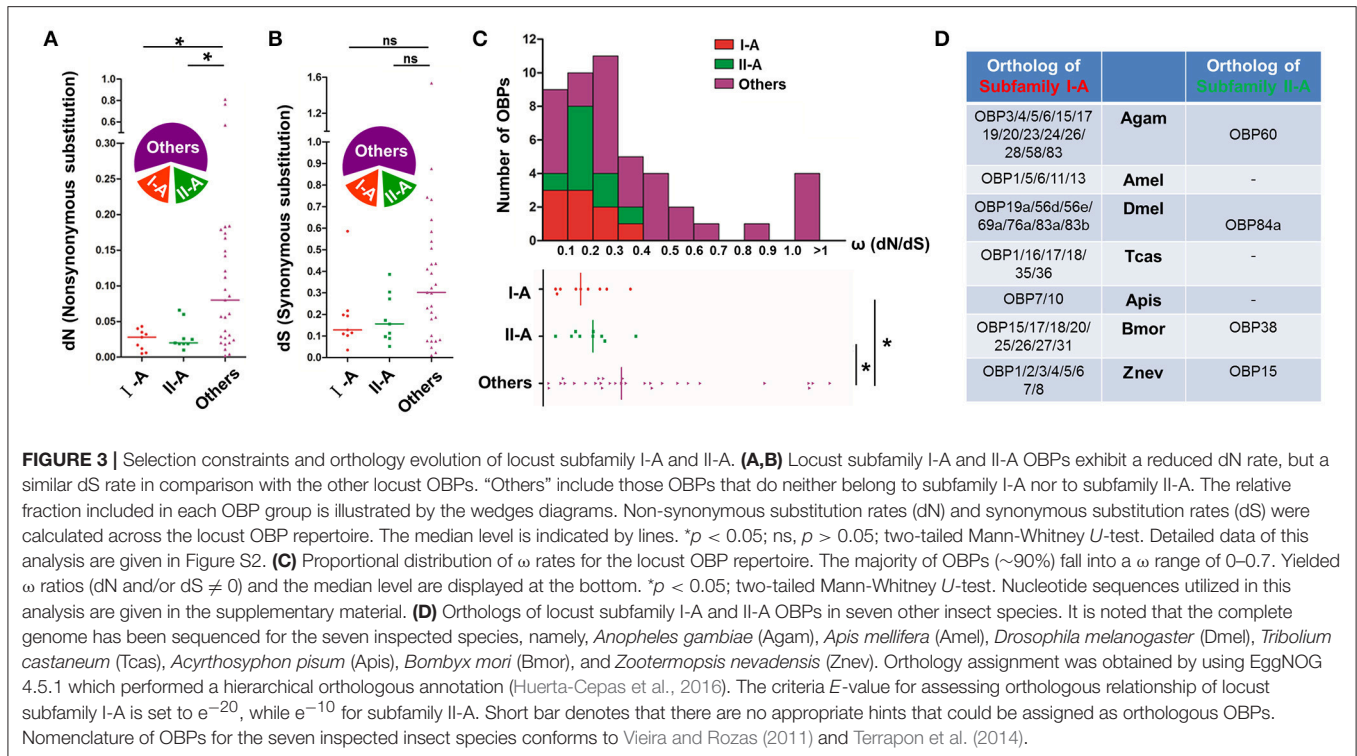 A
*
*
dN (Nonsynonymous substitution)
1.0
0.8
0.6
0.4
0.30
0.25
0.20
0.15
0.10
0.05
0.00
Others
I-A
II-A
I -A
II-A
Others
B
ns
ns
dS (Synonymous substitution)
1.6
1.4
1.2
1.0
0.8
0.7
0.6
0.5
0.4
0.3
0.2
0.1
0.0
Others
I-A
II-A
I -A
II-A
Others
C
Number of OBPs
12
10
8
6
4
2
0
I-A
II-A
Others
0.1 0.2 0.3 0.4 0.5 0.6 0.7 0.8 0.9 1.0 >1 ω (dN/dS)
I-A
II-A
Others
*
*
D
Ortholog of Subfamily I-A
Ortholog of Subfamily II-A
OBP3/4/5/6/15/17
19/20/23/24/26/
28/58/83
Agam
OBP60
OBP1/5/6/11/13
Amel
-
OBP19a/56d/56e/
69a/76a/83a/83b
Dmel
OBP84a
OBP1/16/17/18/
35/36
Tcas
-
OBP7/10
Apis
-
OBP15/17/18/20/
25/26/27/31
Bmor
OBP38
OBP1/2/3/4/5/6
7/8
Znev
OBP15
FIGURE 3 | Selection constraints and orthology evolution of locust subfamily I-A and II-A. (A,B) Locust subfamily I-A and II-A OBPs exhibit a reduced dN rate, but a
similar dS rate in comparison with the other locust OBPs. “Others” include those OBPs that do neither belong to subfamily I-A nor to subfamily II-A. The relative
fraction included in each OBP group is illustrated by the wedges diagrams. Non-synonymous substitution rates (dN) and synonymous substitution rates (dS) were
calculated across the locust OBP repertoire. The median level is indicated by lines. *p < 0.05; ns, p > 0.05; two-tailed Mann-Whitney U-test. Detailed data of this
analysis are given in Figure S2. (C) Proportional distribution of ω rates for the locust OBP repertoire. The majority of OBPs (∼90%) fall into a ω range of 0–0.7. Yielded
ω ratios (dN and/or dS ≠ 0) and the median level are displayed at the bottom. *p < 0.05; two-tailed Mann-Whitney U-test. Nucleotide sequences utilized in this
analysis are given in the supplementary material. (D) Orthologs of locust subfamily I-A and II-A OBPs in seven other insect species. It is noted that the complete
genome has been sequenced for the seven inspected species, namely, Anopheles gambiae (Agam), Apis mellifera (Amel), Drosophila melanogaster (Dmel), Tribolium
castaneum (Tcas), Acyrthosyphon pisum (Apis), Bombyx mori (Bmor), and Zootermopsis nevadensis (Znev). Orthology assignment was obtained by using EggNOG
4.5.1 which performed a hierarchical orthologous annotation (Huerta-Cepas et al., 2016). The criteria E-value for assessing orthologous relationship of locust
subfamily I-A is set to e−20, while e−10 for subfamily II-A. Short bar denotes that there are no appropriate hints that could be assigned as orthologous OBPs.
Nomenclature of OBPs for the seven inspected insect species conforms to Vieira and Rozas (2011) and Terrapon et al. (2014).